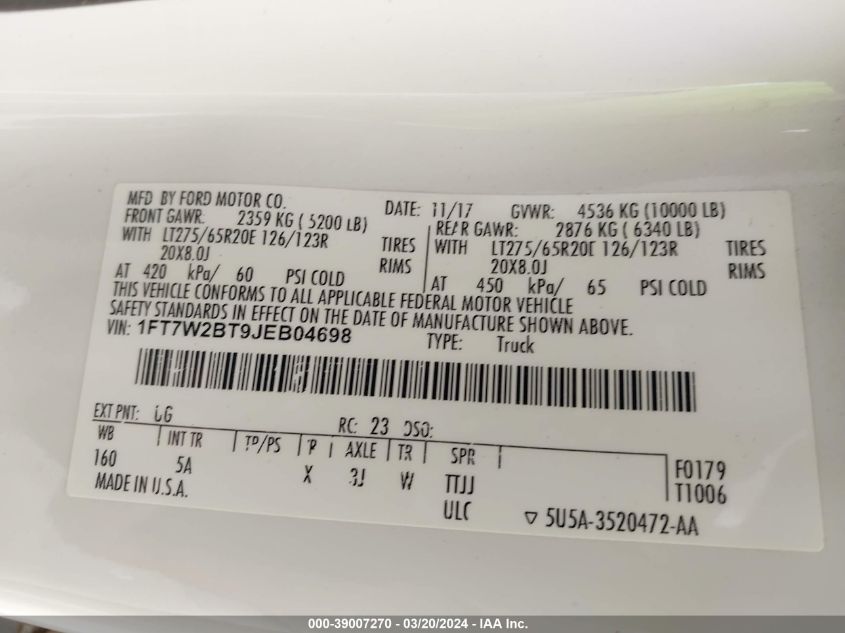 MFD BY FORD MOTOR CO. DATE: 11/17 GVWR: 4536 KG (10000 LB)
FRONT GAWR: 2359 KG ( 5200 LB) REAR GAWR: 2876 KG ( 6340 LB)
WITH LT275/65R20E 126/123R TIRES WITH LT275/65R20E 126/123R TIRES
20X8.0J RIMS 20X8.0J RIMS
AT 420 kPa/ 60 PSI COLD AT 450 kPa/ 65 PSI COLD
THIS VEHICLE CONFORMS TO ALL APPLICABLE FEDERAL MOTOR VEHICLE
SAFETY STANDARDS IN EFFECT ON THE DATE OF MANUFACTURE SHOWN ABOVE.
VIN: 1FT7W2BT9JEB04698 TYPE: Truck
EXT PNT: RC: 23 DSO:
WB INT TR TP/PS R AXLE TR SPR
160 5A X 3J W TTJJ F0179
MADE IN U.S.A. ULC T1006
5U5A-3520472-AA
000-39007270 - 03/20/2024 - IAA Inc.